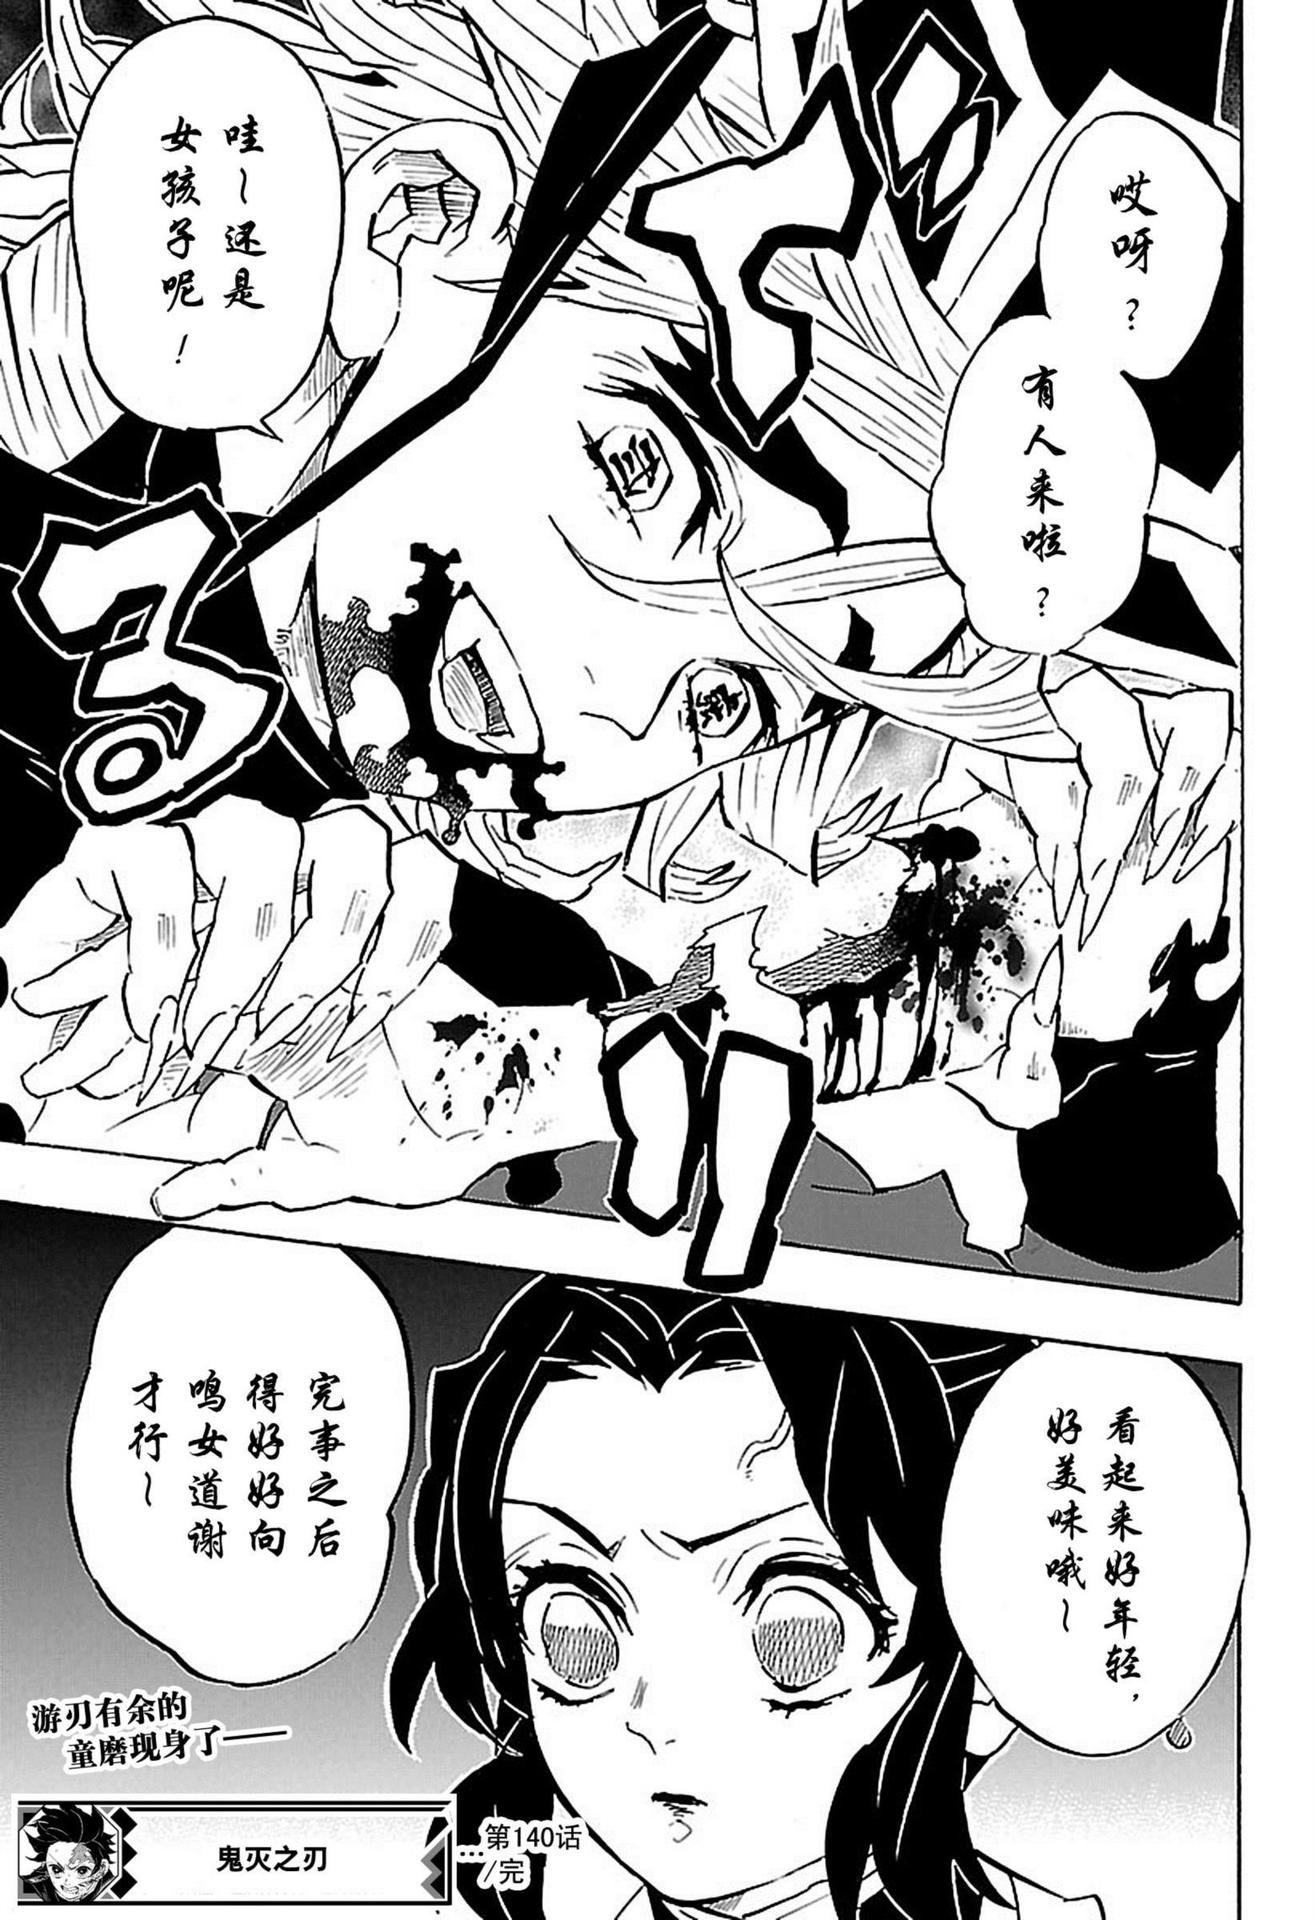 哎呀？
有人来啦？
哇～还是
女孩子呢！
看起来好年轻，
好美味哦～
完事之后
得好好向
鸣女道谢
才行～
游刃有余的
童磨现身了——
鬼灭之刃
…第140话
/完